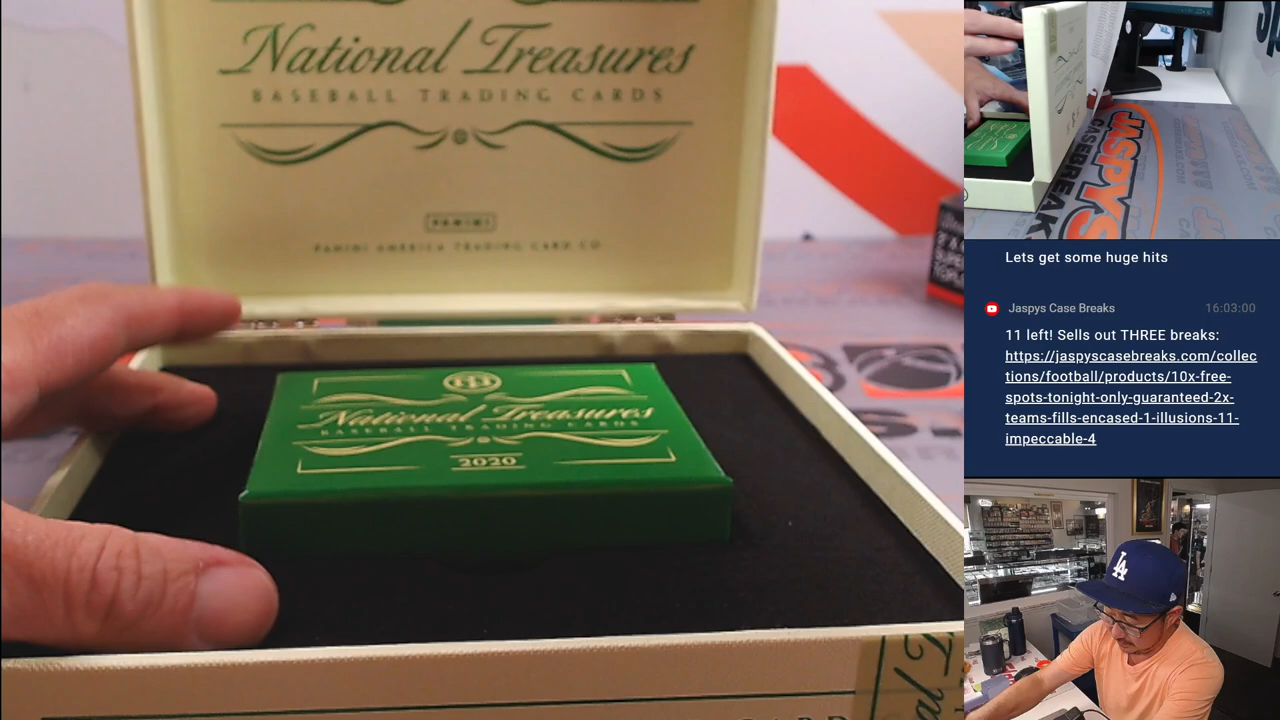 National Treasures
BASEBALL TRADING CARDS
PANINI
PANINI AMERICA TRADING CARD CO
National Treasures
BASEBALL TRADING CARDS
2020
JASPYS
CASEBREAK
Lets get some huge hits
Jaspys Case Breaks 16:03:00
11 left! Sells out THREE breaks:
https://jaspyscasebreaks.com/collec
tions/football/products/10x-free-
spots-tonight-only-guaranteed-2x-
teams-fills-encased-1-illusions-11-
impeccable-4
LA